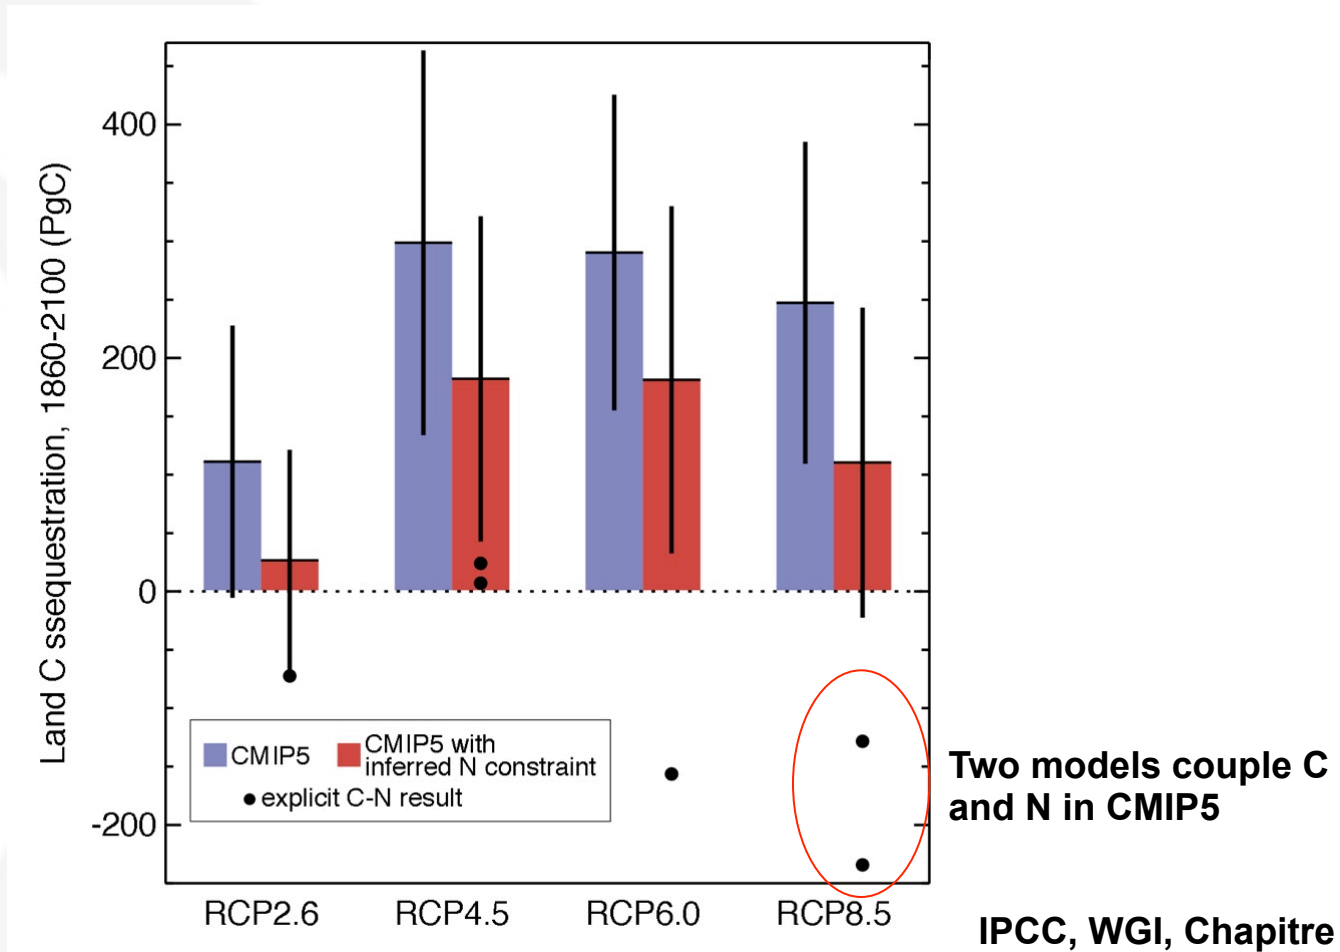 Land C ssequestration, 1860-2100 (PgC)
400
200
0
-200
CMIP5
CMIP5 with
inferred N constraint
explicit C-N result
RCP2.6
RCP4.5
RCP6.0
RCP8.5
Two models couple C
and N in CMIP5
IPCC, WGI, Chapitre